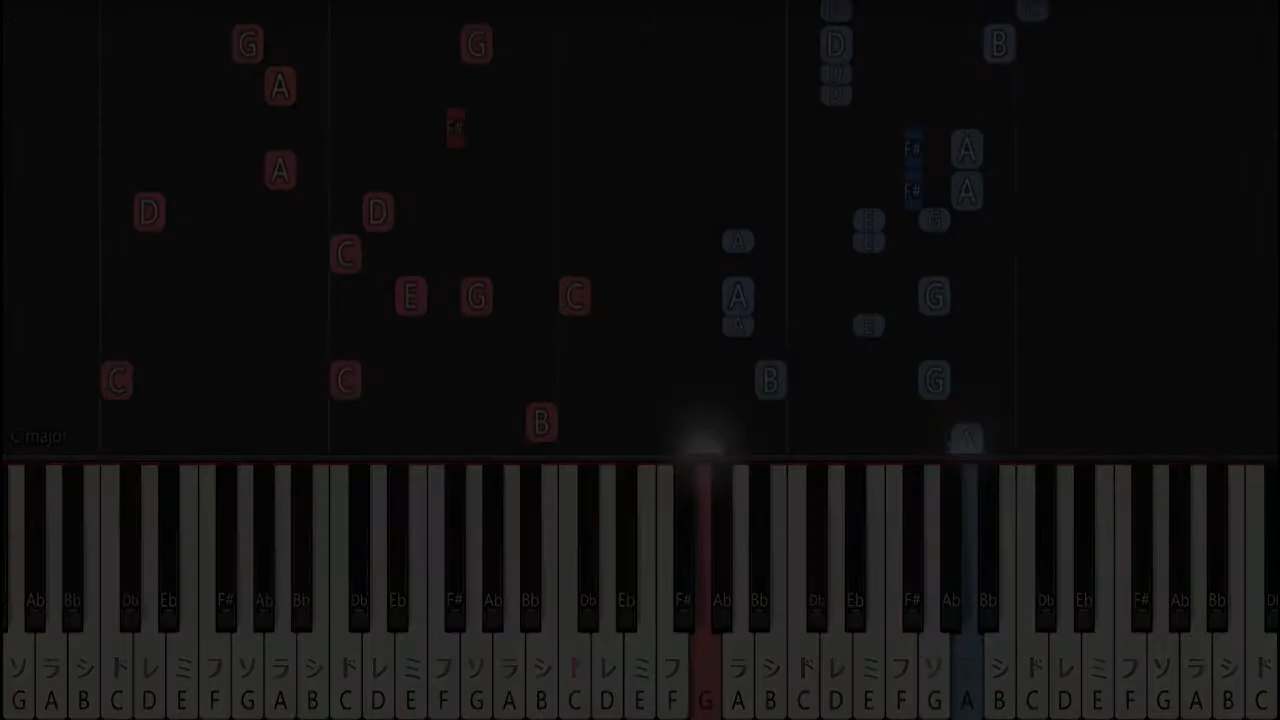 G G D B
A
F# F# A
A F# A
D D E G
C A E
E G C A G
A E
C C B G
B
C major A
Ab Bb Db Eb F# Ab Bb Db Eb F# Ab Bb Db Eb F# Ab Bb Db Eb F# Ab Bb Db Eb F# Ab Bb
ソ ラ シ ド レ ミ フ ソ ラ シ ド レ ミ フ ソ ラ シ ド レ ミ フ ラ シ ド レ ミ フ ソ シ ド レ ミ フ ソ ラ シ ド
G A B C D E F G A B C D E F G A B C D E F G A B C D E F G A B C D E F G A B C